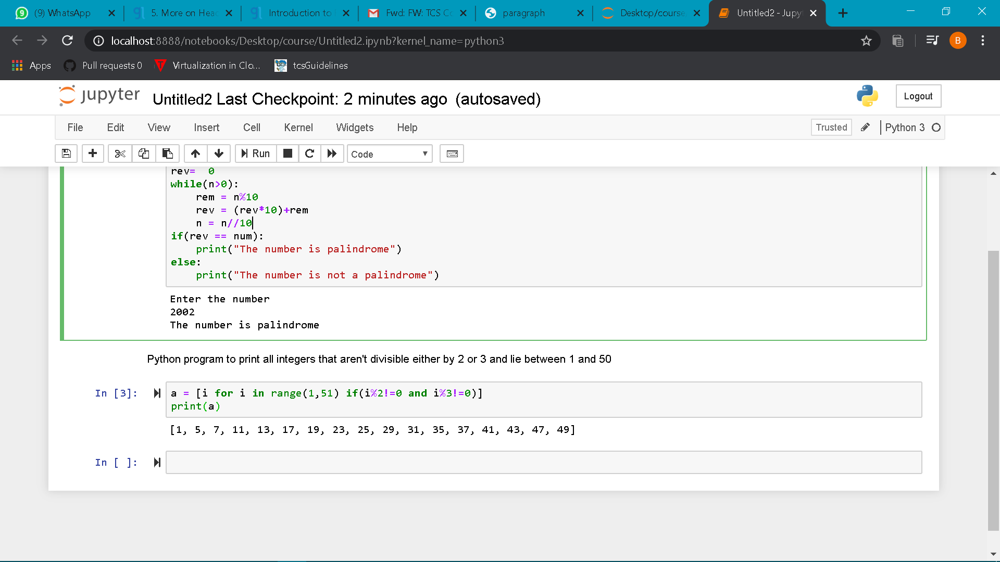 (9) WhatsApp
5. More on Head
Introduction to
Fwd: FW: TCS Co
paragraph
Desktop/course
Untitled2 - Jupyt
localhost:8888/notebooks/Desktop/course/Untitled2.ipynb?kernel_name=python3
B
Apps
Pull requests 0
Virtualization in Clo...
tcsGuidelines
jupyter
Untitled2 Last Checkpoint: 2 minutes ago (autosaved)
Logout
File Edit View Insert Cell Kernel Widgets Help
Trusted
Python 3
Run
Code
rev=  0
while(n>0):
    rem = n%10
    rev = (rev*10)+rem
    n = n//10
if(rev == num):
    print("The number is palindrome")
else:
    print("The number is not a palindrome")
Enter the number
2002
The number is palindrome
Python program to print all integers that aren't divisible either by 2 or 3 and lie between 1 and 50
In [3]:
a = [i for i in range(1,51) if(i%2!=0 and i%3!=0)]
print(a)
[1, 5, 7, 11, 13, 17, 19, 23, 25, 29, 31, 35, 37, 41, 43, 47, 49]
In [ ]: